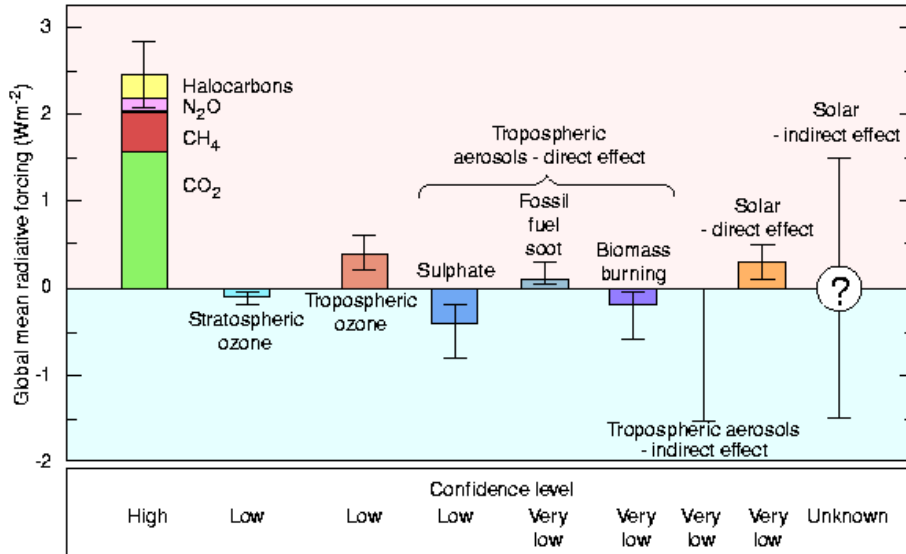 Global mean radiative forcing (Wm⁻²)
3
2
1
0
-1
-2
Halocarbons
N₂O
CH₄
CO₂
Stratospheric
ozone
Tropospheric
ozone
Tropospheric
aerosols - direct effect
Sulphate
Fossil
fuel
soot
Biomass
burning
Tropospheric aerosols
- indirect effect
Solar
- direct effect
Solar
- indirect effect
?
Confidence level
High
Low
Low
Low
Very
low
Very
low
Very
low
Very
low
Unknown